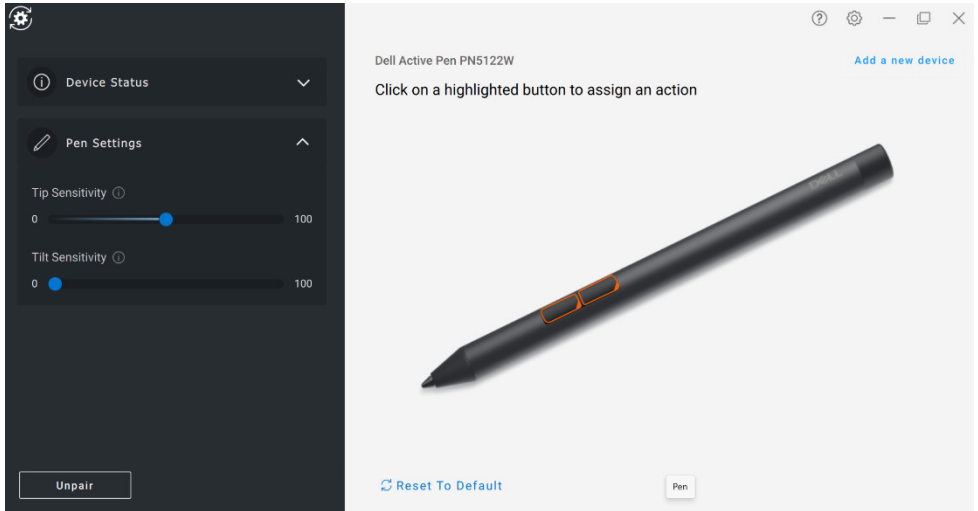 Device Status
Pen Settings
Tip Sensitivity
0 100
Tilt Sensitivity
0 100
Unpair
Dell Active Pen PN5122W
Add a new device
Click on a highlighted button to assign an action
DELL
Reset To Default
Pen